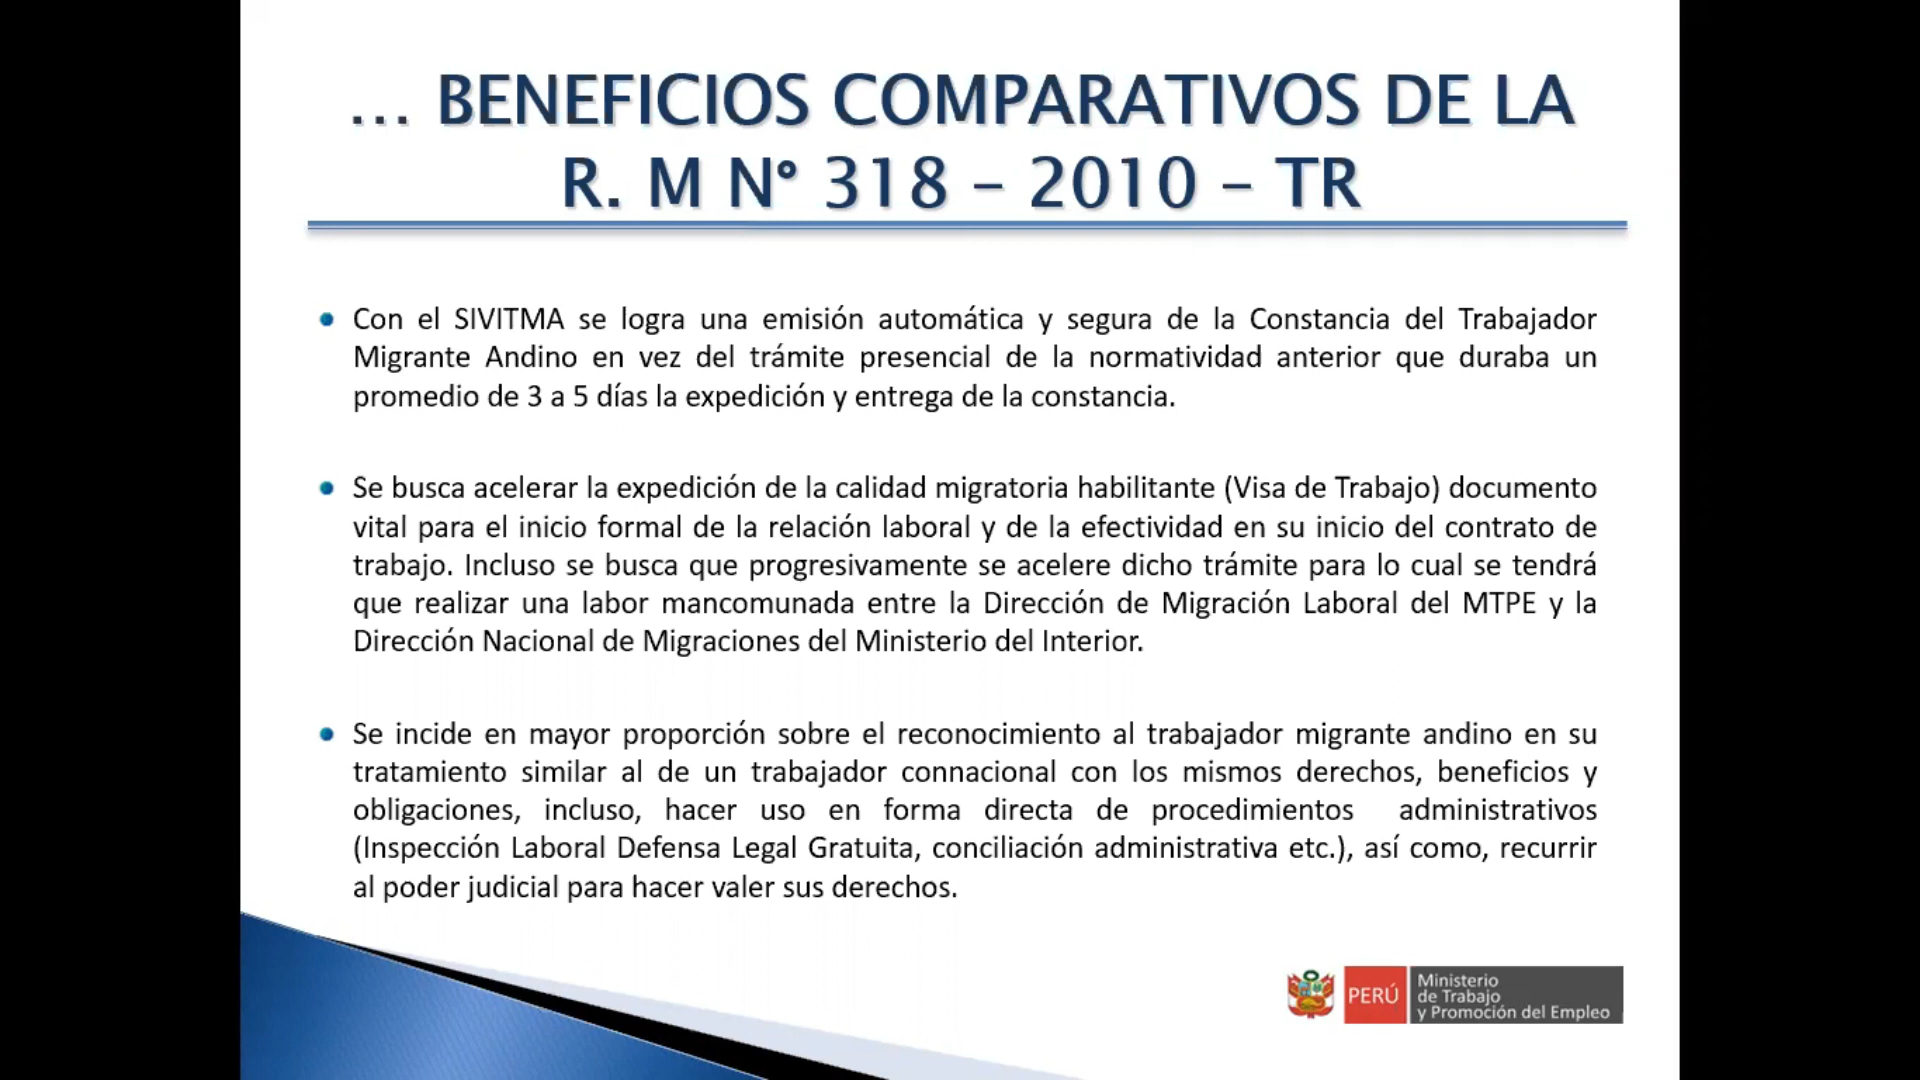 ... BENEFICIOS COMPARATIVOS DE LA
R. M N° 318 – 2010 – TR
Con el SIVITMA se logra una emisión automática y segura de la Constancia del Trabajador
Migrante Andino en vez del trámite presencial de la normatividad anterior que duraba un
promedio de 3 a 5 días la expedición y entrega de la constancia.
Se busca acelerar la expedición de la calidad migratoria habilitante (Visa de Trabajo) documento
vital para el inicio formal de la relación laboral y de la efectividad en su inicio del contrato de
trabajo. Incluso se busca que progresivamente se acelere dicho trámite para lo cual se tendrá
que realizar una labor mancomunada entre la Dirección de Migración Laboral del MTPE y la
Dirección Nacional de Migraciones del Ministerio del Interior.
Se incide en mayor proporción sobre el reconocimiento al trabajador migrante andino en su
tratamiento similar al de un trabajador connacional con los mismos derechos, beneficios y
obligaciones, incluso, hacer uso en forma directa de procedimientos administrativos
(Inspección Laboral Defensa Legal Gratuita, conciliación administrativa etc.), así como, recurrir
al poder judicial para hacer valer sus derechos.
PERÚ
Ministerio
de Trabajo
y Promoción del Empleo